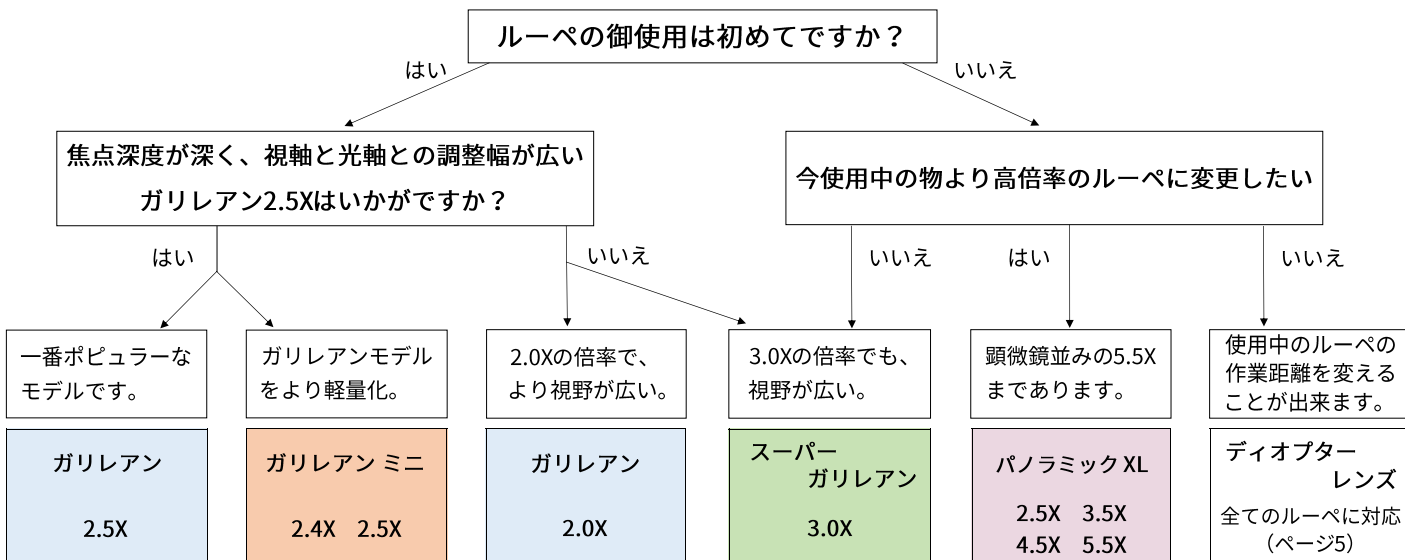 ルーペの御使用は初めてですか？
はい
いいえ
焦点深度が深く、視軸と光軸との調整幅が広い
ガリレアン2.5Xはいかがですか？
今使用中の物より高倍率のルーペに変更したい
はい
いいえ
いいえ
はい
いいえ
一番ポピュラーな
モデルです。
ガリレアンモデル
をより軽量化。
2.0Xの倍率で、
より視野が広い。
3.0Xの倍率でも、
視野が広い。
顕微鏡並みの5.5X
まであります。
使用中のルーペの
作業距離を変える
ことが出来ます。
ガリレアン
2.5X
ガリレアン ミニ
2.4X 2.5X
ガリレアン
2.0X
スーパー
ガリレアン
3.0X
パノラミック XL
2.5X 3.5X
4.5X 5.5X
ディオプター
レンズ
全てのルーペに対応
（ページ5）